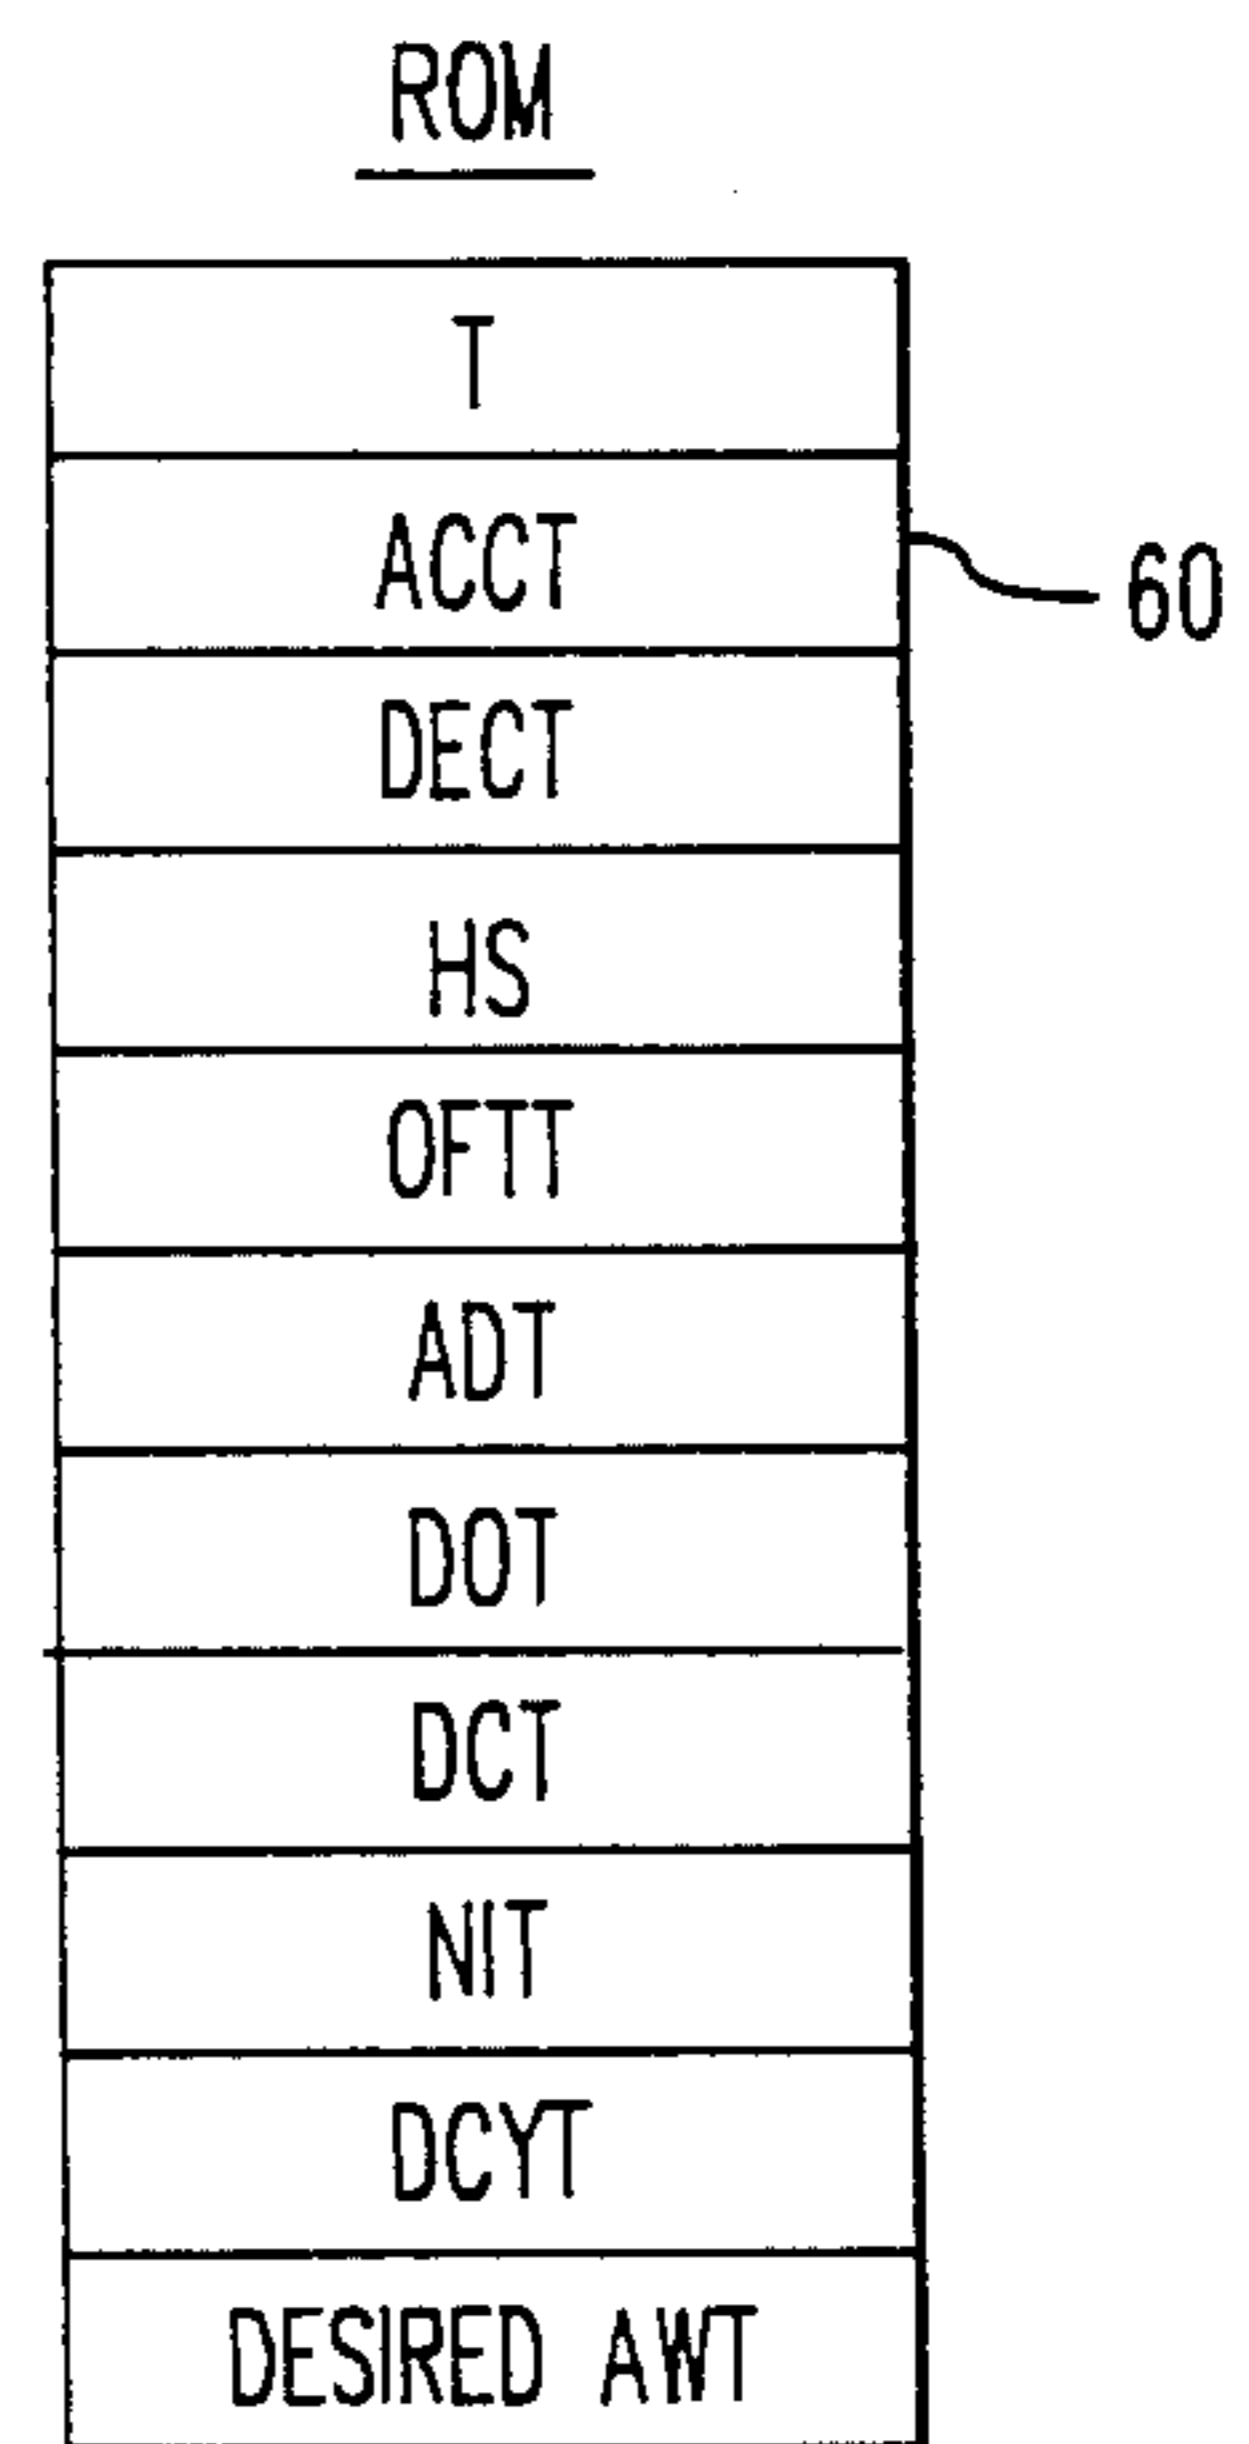 ROM
T
ACCT
60
DECT
HS
OFTT
ADT
DOT
DCT
NIT
DCYT
DESIRED AWT